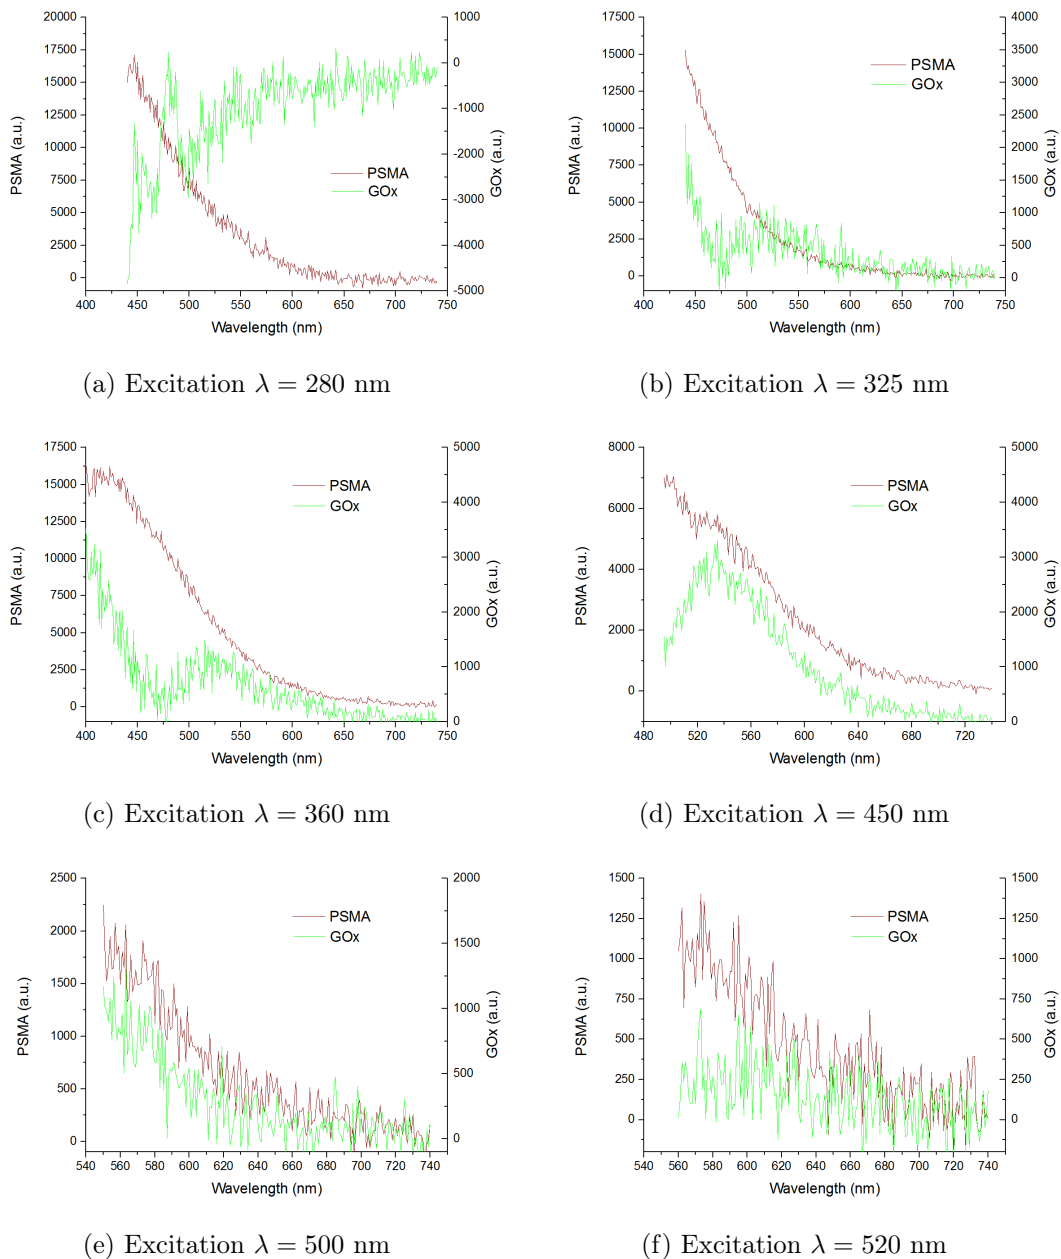 20000
17500
15000
12500
10000
7500
5000
2500
0
PSMA (a.u.)
1000
0
-1000
-2000
-3000
-4000
-5000
GOx (a.u.)
PSMA
GOx
400 450 500 550 600 650 700 750
Wavelength (nm)
(a) Excitation λ = 280 nm
17500
15000
12500
10000
7500
5000
2500
0
PSMA (a.u.)
4000
3500
3000
2500
2000
1500
1000
500
0
GOx (a.u.)
PSMA
GOx
400 450 500 550 600 650 700 750
Wavelength (nm)
(b) Excitation λ = 325 nm
17500
15000
12500
10000
7500
5000
2500
0
PSMA (a.u.)
5000
4000
3000
2000
1000
0
GOx (a.u.)
PSMA
GOx
400 450 500 550 600 650 700 750
Wavelength (nm)
(c) Excitation λ = 360 nm
8000
6000
4000
2000
0
PSMA (a.u.)
5000
4000
3000
2000
1000
0
GOx (a.u.)
PSMA
GOx
480 520 560 600 640 680 720
Wavelength (nm)
(d) Excitation λ = 450 nm
2500
2000
1500
1000
500
0
PSMA (a.u.)
2000
1500
1000
500
0
GOx (a.u.)
PSMA
GOx
540 560 580 600 620 640 660 680 700 720 740
Wavelength (nm)
(e) Excitation λ = 500 nm
1500
1250
1000
750
500
250
0
PSMA (a.u.)
1500
1250
1000
750
500
250
0
GOx (a.u.)
PSMA
GOx
540 560 580 600 620 640 660 680 700 720 740
Wavelength (nm)
(f) Excitation λ = 520 nm